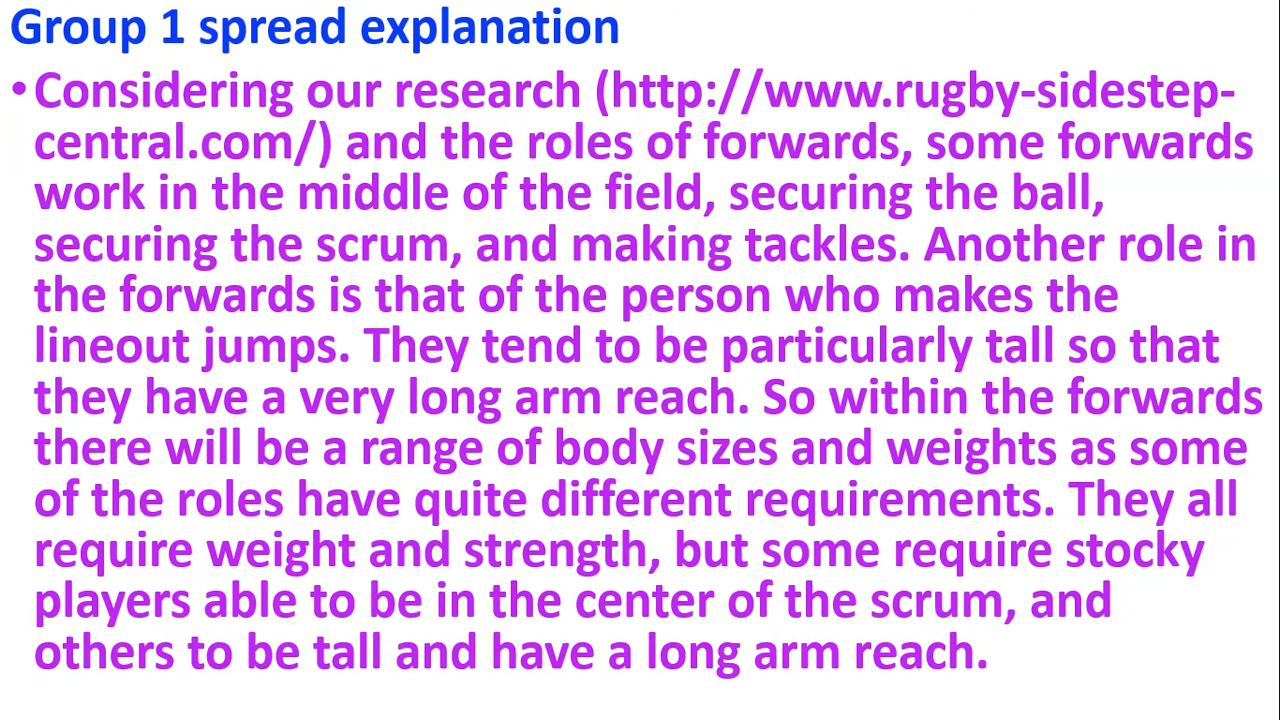 Group 1 spread explanation
•Considering our research (http://www.rugby-sidestep-
central.com/) and the roles of forwards, some forwards
work in the middle of the field, securing the ball,
securing the scrum, and making tackles. Another role in
the forwards is that of the person who makes the
lineout jumps. They tend to be particularly tall so that
they have a very long arm reach. So within the forwards
there will be a range of body sizes and weights as some
of the roles have quite different requirements. They all
require weight and strength, but some require stocky
players able to be in the center of the scrum, and
others to be tall and have a long arm reach.